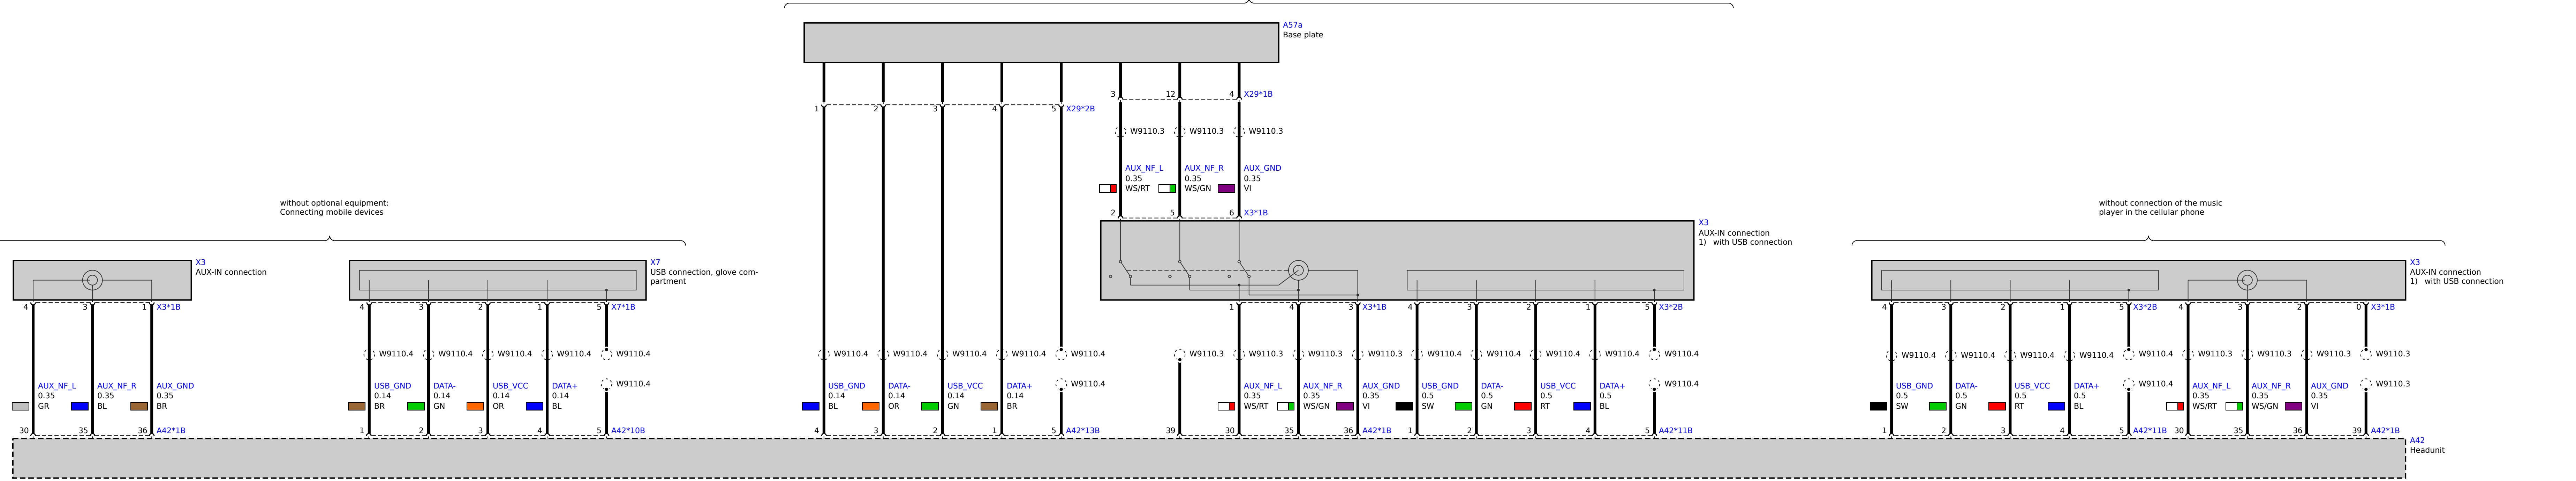 A57a
Base plate
3 12 4 X29*1B
1 2 3 4 5 X29*2B
W9110.3 W9110.3 W9110.3
AUX_NF_L AUX_NF_R AUX_GND
0.35 0.35 0.35
WS/RT WS/GN VI
without optional equipment:
Connecting mobile devices
without connection of the music
player in the cellular phone
2 5 6 X3*1B
X3
AUX-IN connection
1) with USB connection
X3
AUX-IN connection
X7
USB connection, glove com-
partment
X3
AUX-IN connection
1) with USB connection
4 3 1 X3*1B 4 3 2 1 5 X7*1B 1 4 3 X3*1B 4 3 2 1 5 X3*2B 4 3 2 1 5 X3*2B 4 3 2 0 X3*1B
W9110.4 W9110.4 W9110.4 W9110.4 W9110.4 W9110.4 W9110.4 W9110.4 W9110.4 W9110.4 W9110.3 W9110.3 W9110.3 W9110.3 W9110.4 W9110.4 W9110.4 W9110.4 W9110.4 W9110.4 W9110.4 W9110.4 W9110.4 W9110.4 W9110.3 W9110.3 W9110.3 W9110.3
W9110.4 W9110.4 W9110.4 W9110.4 W9110.3
AUX_NF_L AUX_NF_R AUX_GND USB_GND DATA- USB_VCC DATA+ USB_GND DATA- USB_VCC DATA+ AUX_NF_L AUX_NF_R AUX_GND USB_GND DATA- USB_VCC DATA+ USB_GND DATA- USB_VCC DATA+ AUX_NF_L AUX_NF_R AUX_GND
0.35 0.35 0.35 0.14 0.14 0.14 0.14 0.14 0.14 0.14 0.14 0.35 0.35 0.35 0.5 0.5 0.5 0.5 0.5 0.5 0.5 0.5 0.35 0.35 0.35
GR BL BR BR GN OR BL BL OR GN BR WS/RT WS/GN VI SW GN RT BL SW GN RT BL WS/RT WS/GN VI
30 35 36 A42*1B 1 2 3 4 5 A42*10B 4 3 2 1 5 A42*13B 39 30 35 36 A42*1B 1 2 3 4 5 A42*11B 1 2 3 4 5 A42*11B 30 35 36 39 A42*1B
A42
Headunit